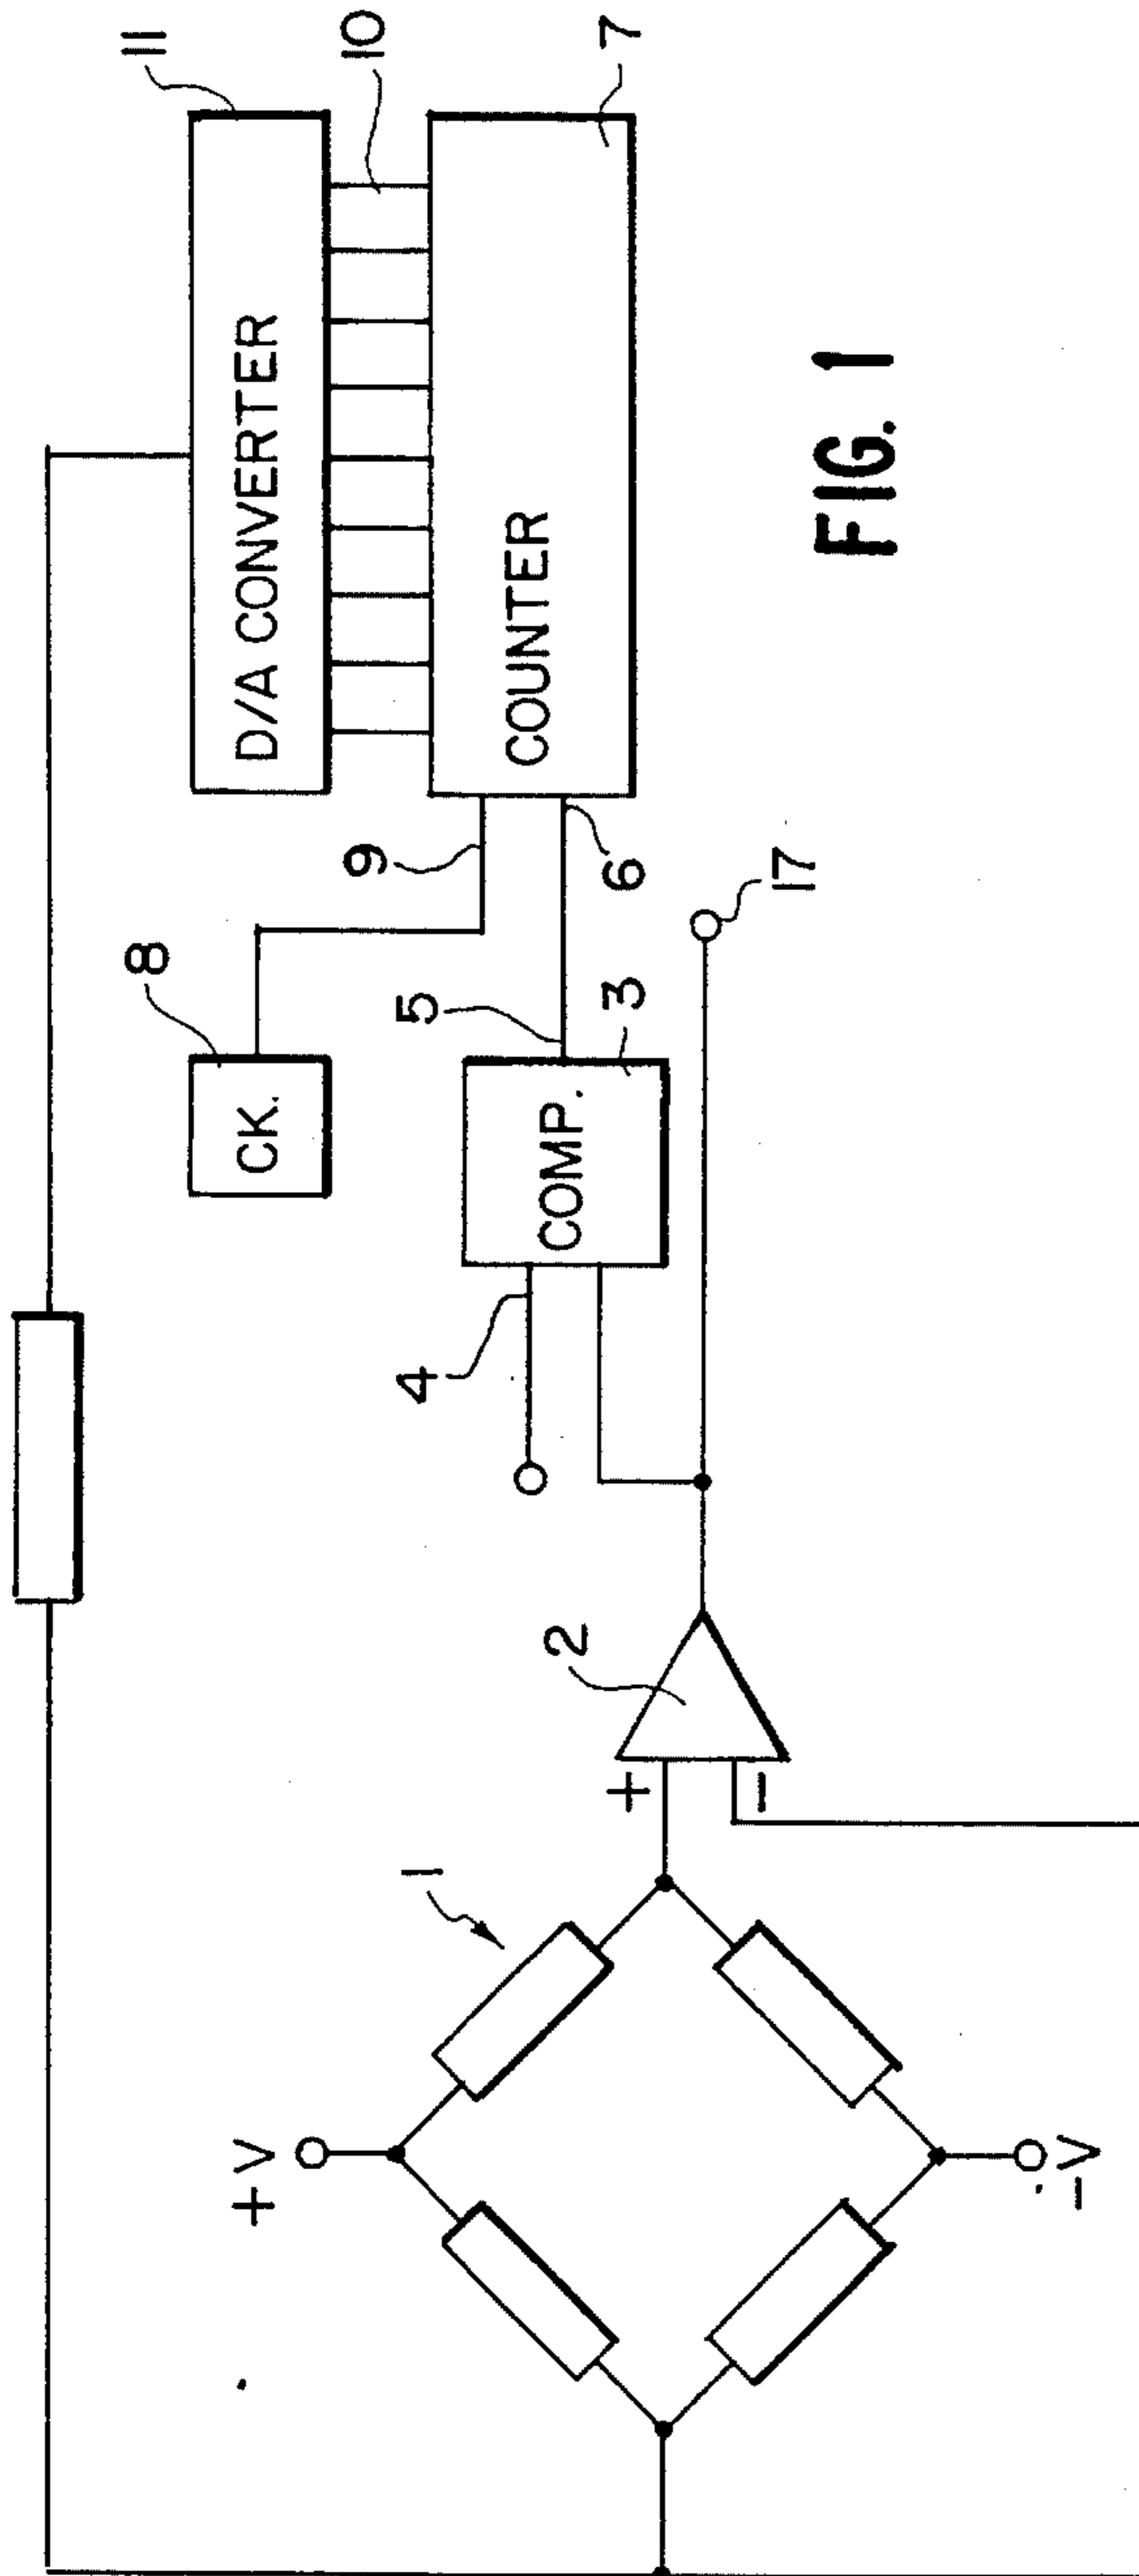 11
D/A CONVERTER
10
8
CK.
9
COUNTER
7
5
6
4
COMP.
3
17
2
+
-
1
+V
-V
FIG. 1